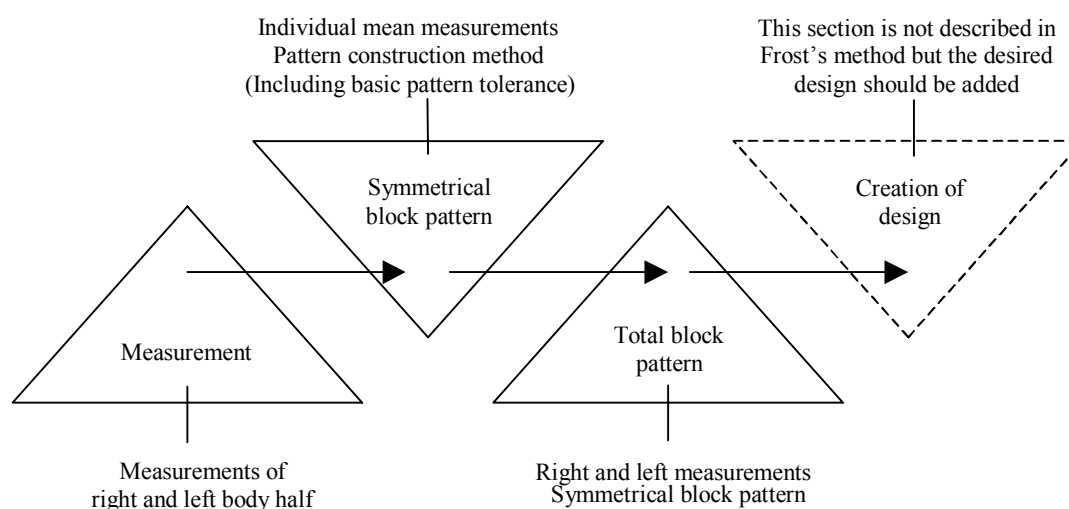 Individual mean measurements
Pattern construction method
(Including basic pattern tolerance)
This section is not described in
Frost’s method but the desired
design should be added
Symmetrical
block pattern
Creation of
design
Measurement
Total block
pattern
Measurements of
right and left body half
Right and left measurements
Symmetrical block pattern